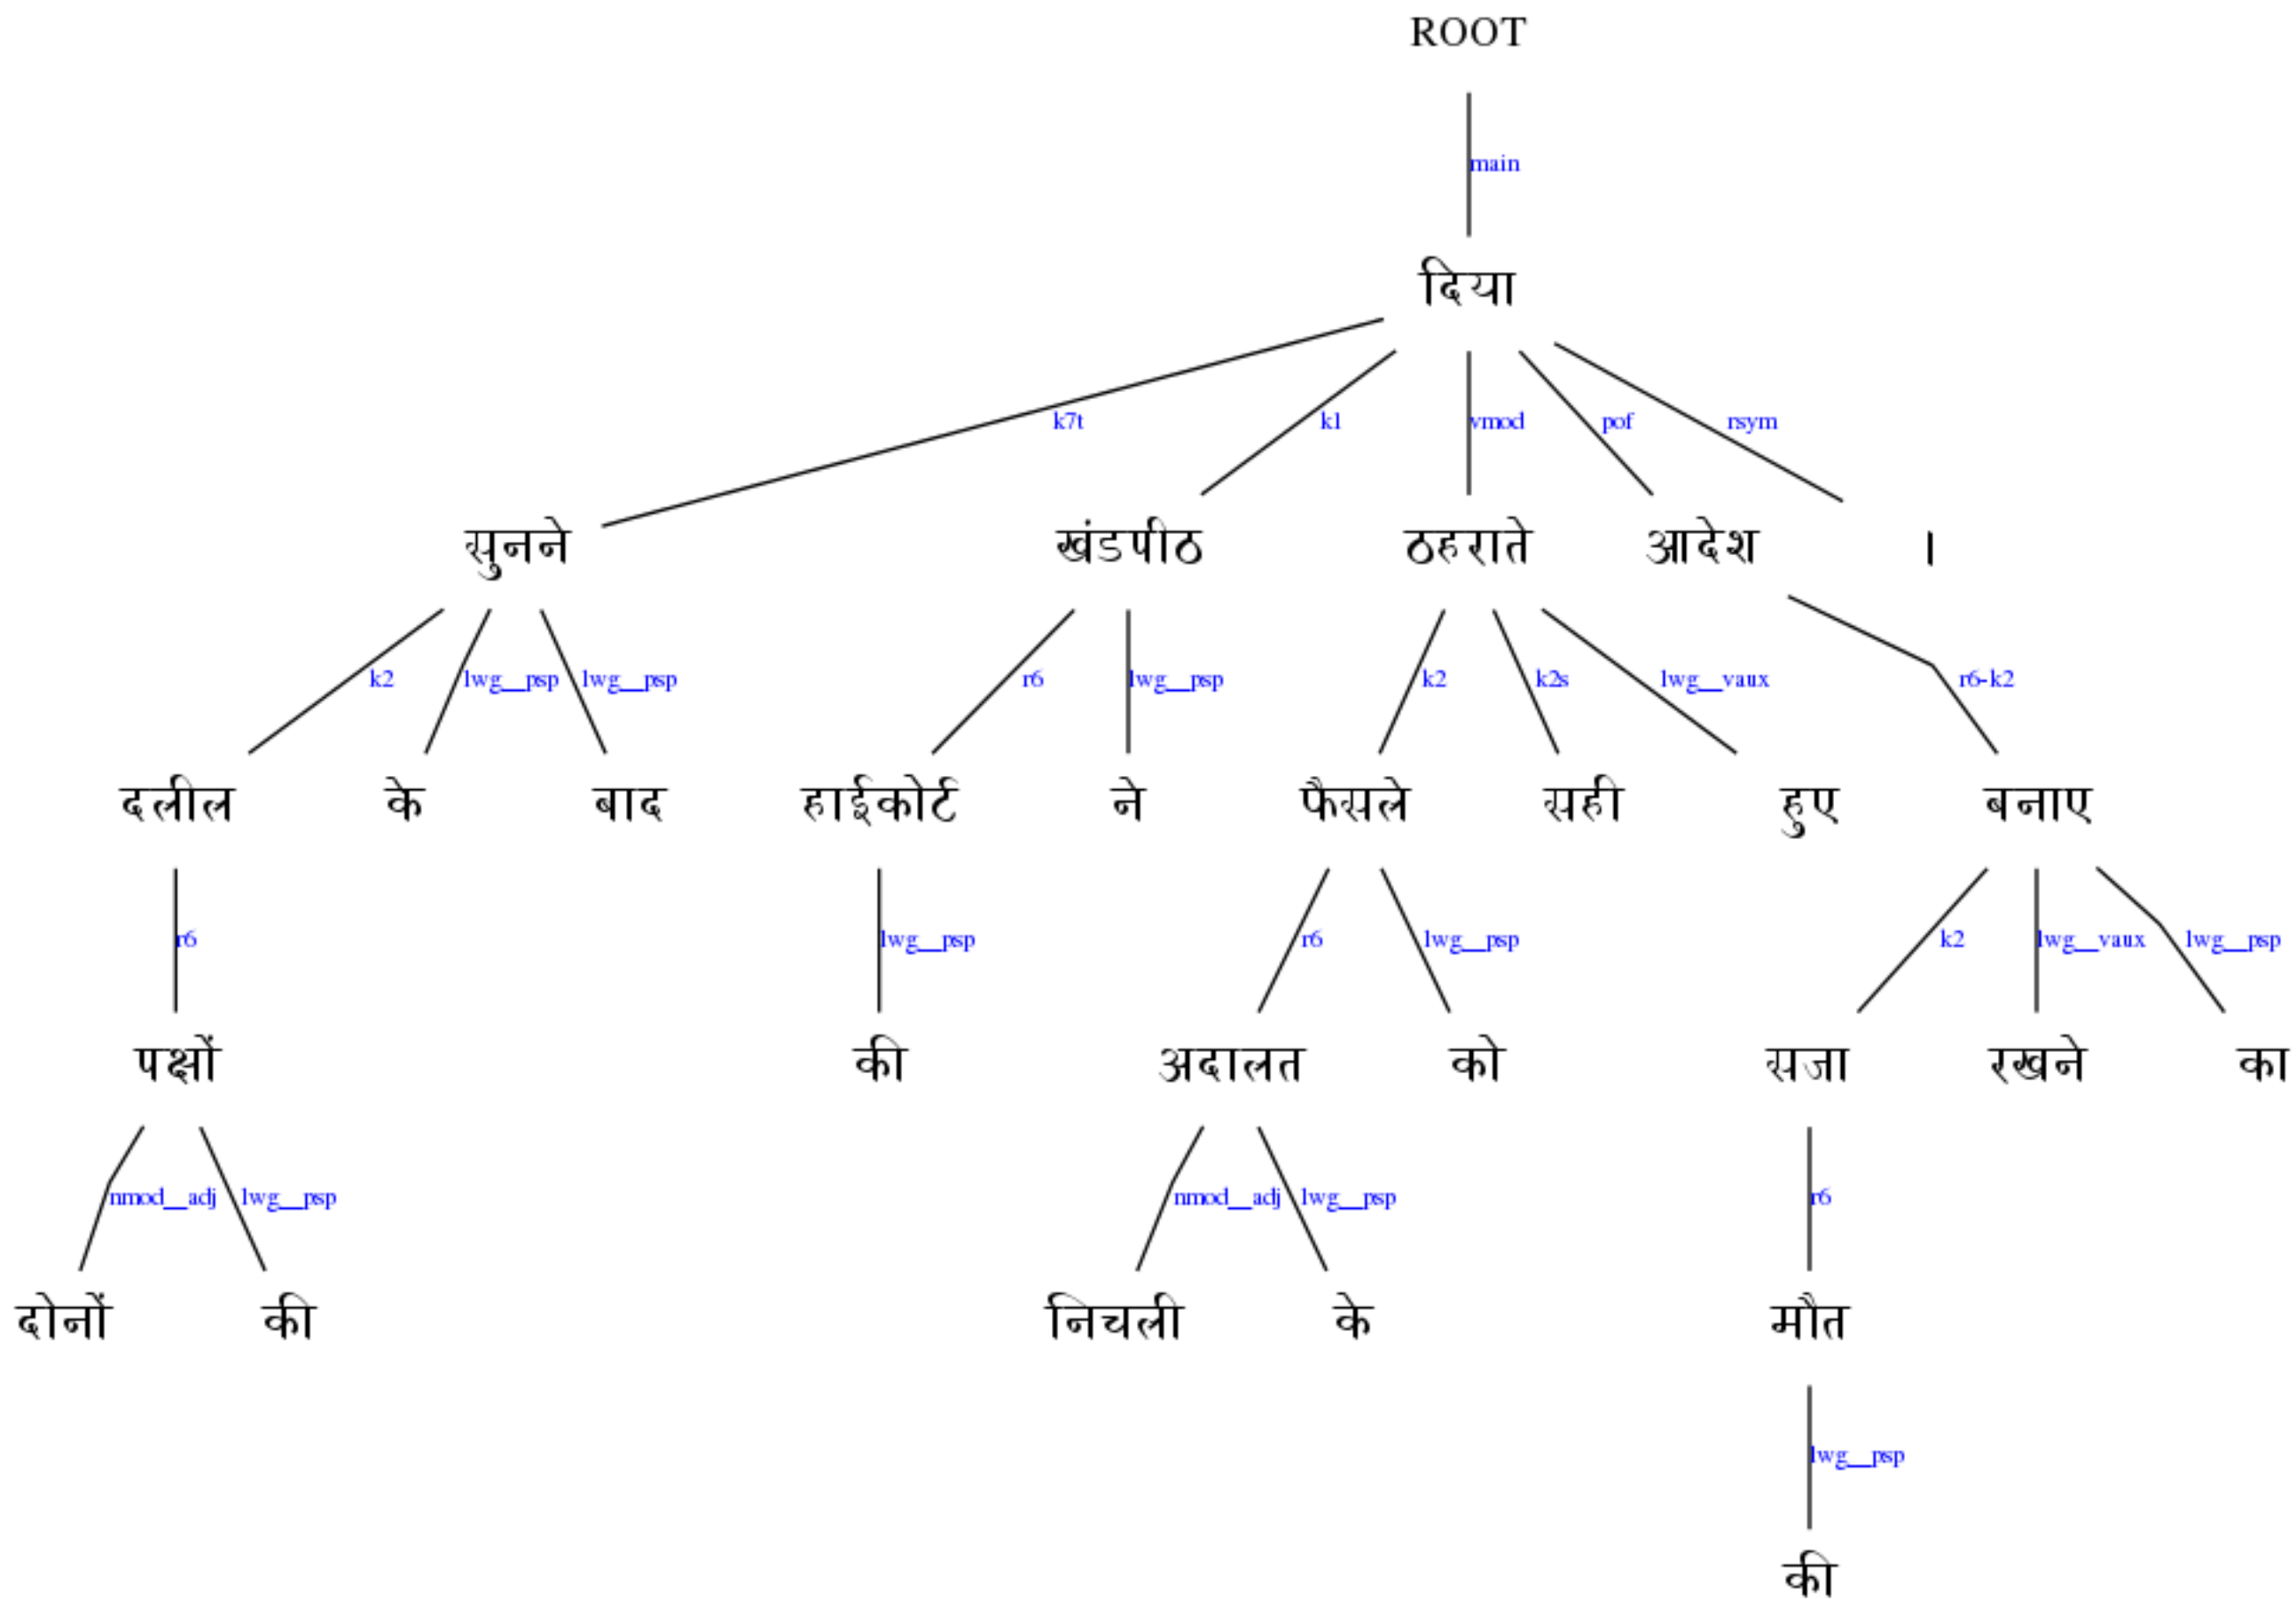 ROOT
main
दिया
k7t k1 vmod pof rsym
सुनने खंडपीठ ठहराते आदेश ।
k2 lwg__psp lwg__psp r6 lwg__psp k2 k2s lwg__vaux r6-k2
दलील के बाद हाईकोर्ट ने फैसले सही हुए बनाए
r6 lwg__psp r6 lwg__psp k2 lwg__vaux lwg__psp
पक्षों की अदालत को सजा रखने का
nmod__adj lwg__psp nmod__adj lwg__psp r6
दोनों की निचली के मौत
lwg__psp
की